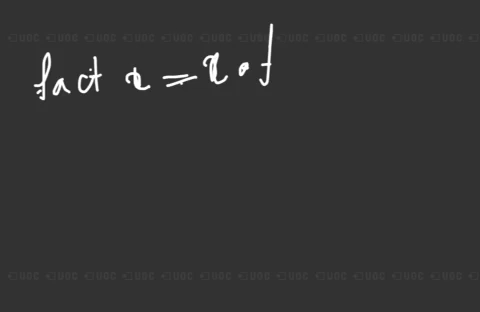 fact x = x · f